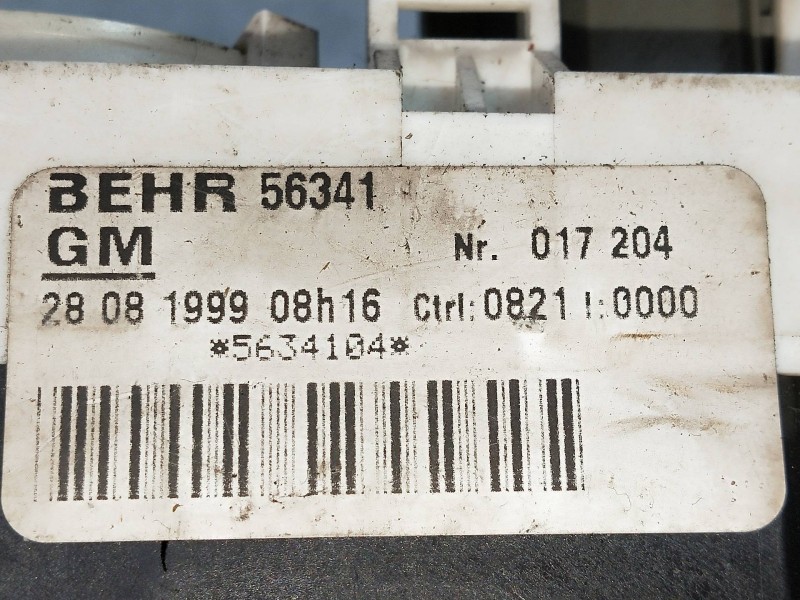 BEHR 56341
GM Nr. 017 204
28 08 1999 08h16 Ctrl:0821 I:0000
*5634104*